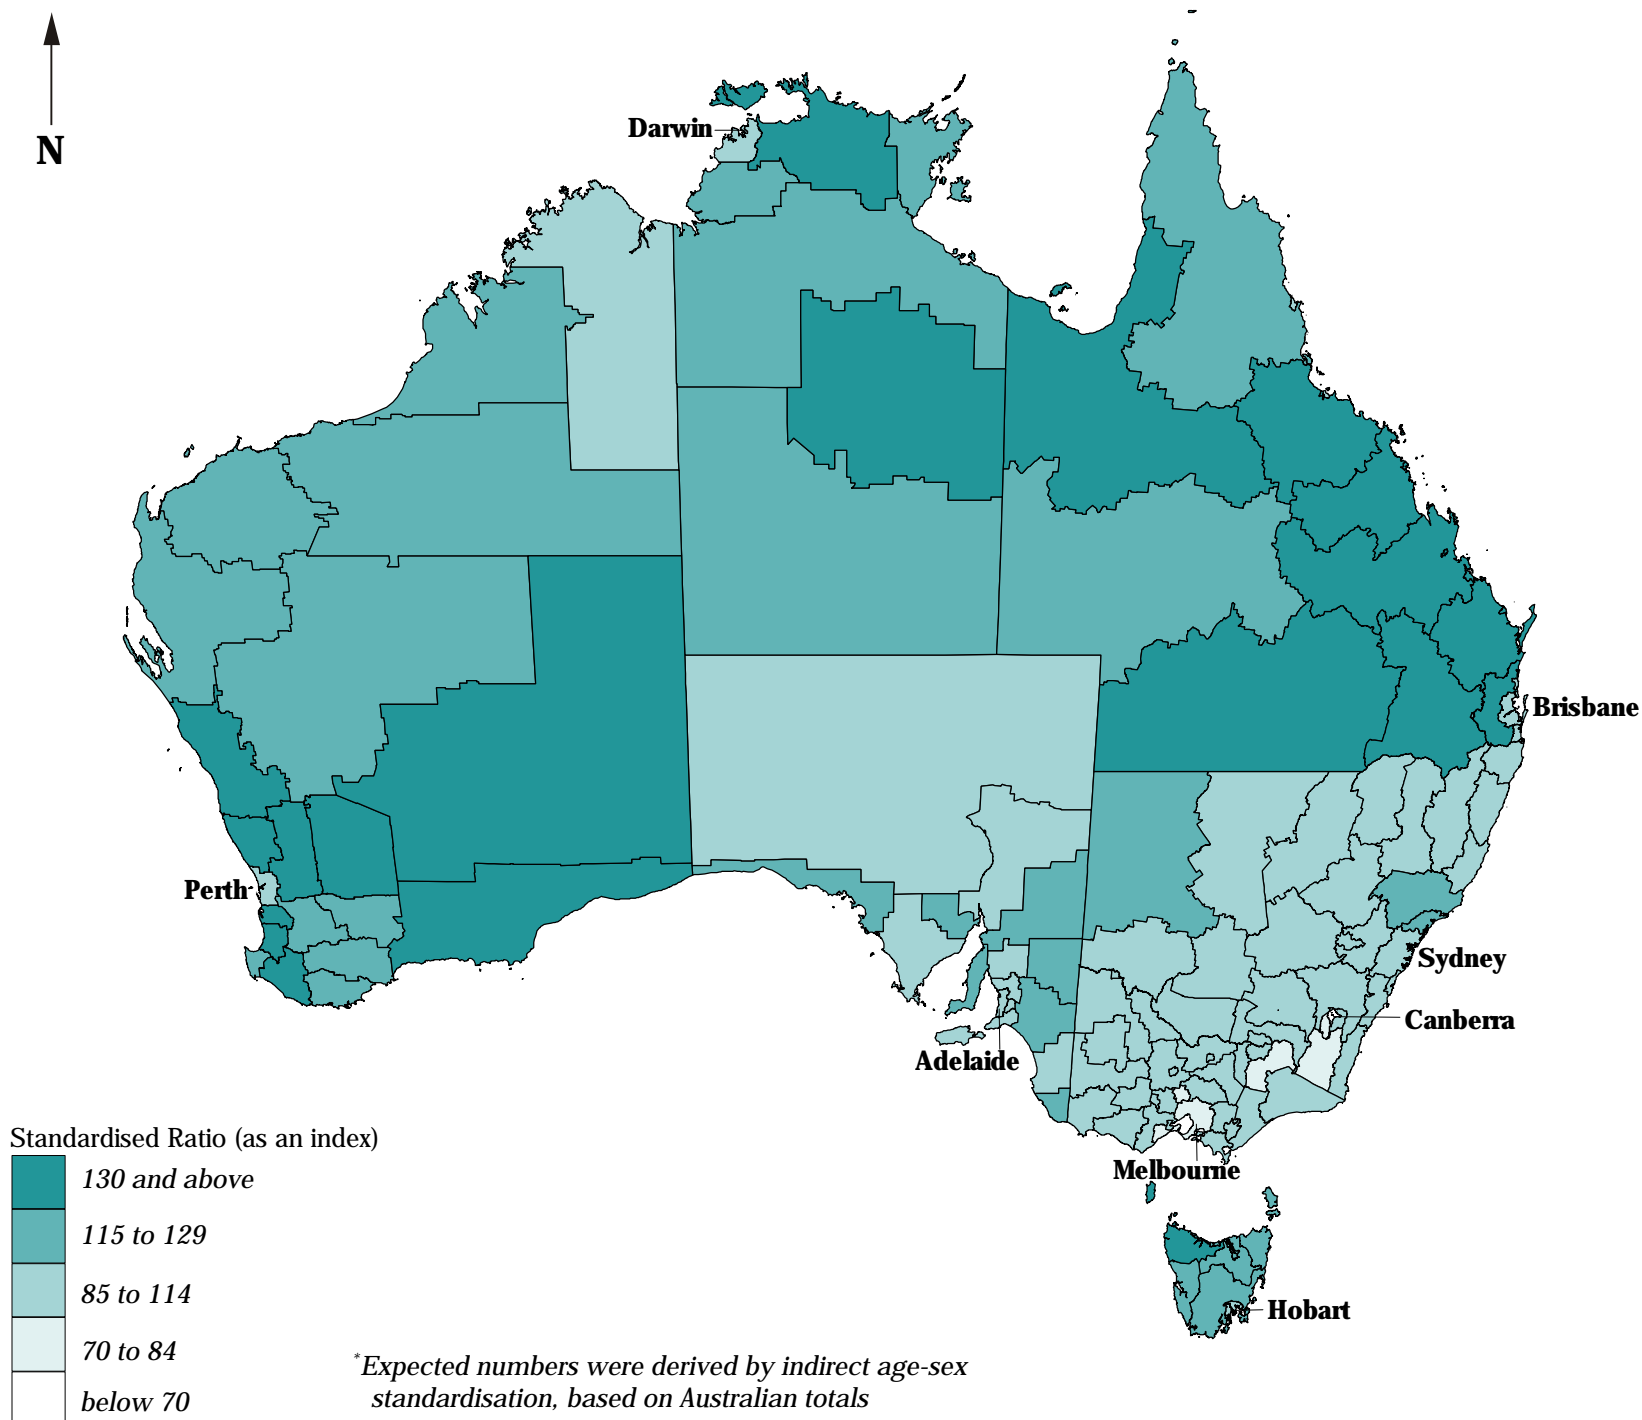 N
Darwin
Brisbane
Perth
Sydney
Canberra
Adelaide
Melbourne
Hobart
Standardised Ratio (as an index)
130 and above
115 to 129
85 to 114
70 to 84
below 70
*Expected numbers were derived by indirect age-sex
standardisation, based on Australian totals